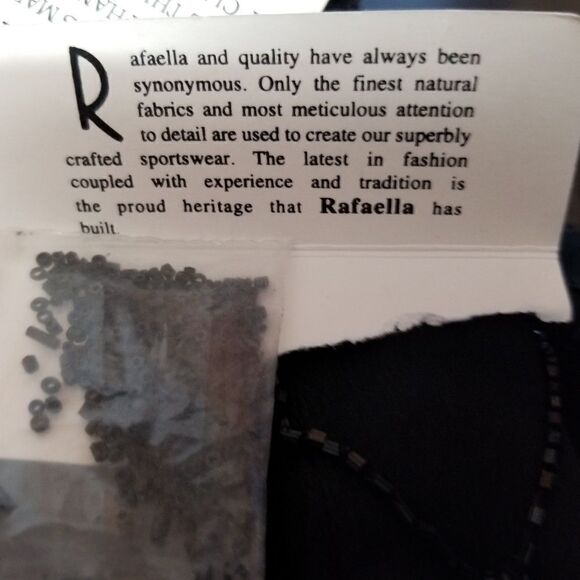 Rafaella and quality have always been
synonymous. Only the finest natural
fabrics and most meticulous attention
to detail are used to create our superbly
crafted sportswear. The latest in fashion
coupled with experience and tradition is
the proud heritage that Rafaella has
built.